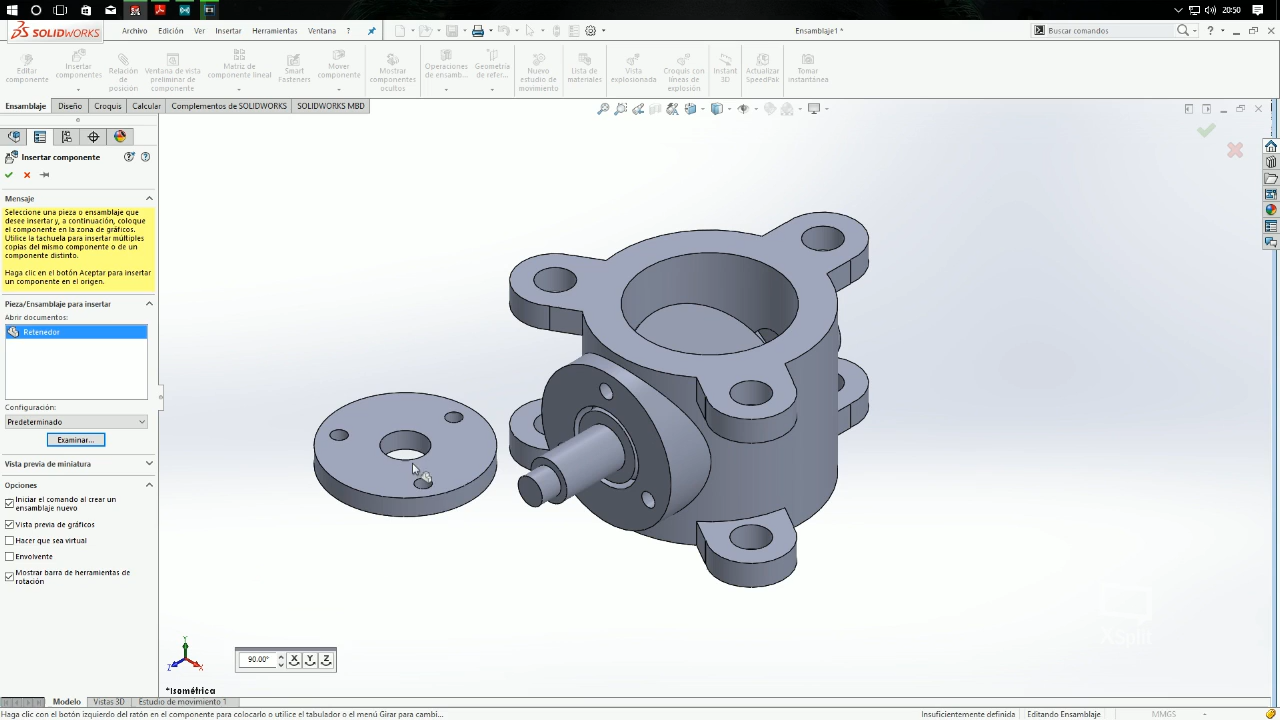 20:50
SOLIDWORKS
Archivo Edición Ver Insertar Herramientas Ventana ?
Ensamblaje1 *
Buscar comandos
Editar componente
Insertar componentes
Relación de posición
Ventana de vista preliminar de componente
Matriz de componente lineal
Smart Fasteners
Mover componente
Mostrar componentes ocultos
Operaciones de ensamb...
Geometría de refer...
Nuevo estudio de movimiento
Lista de materiales
Vista explosionada
Croquis con líneas de explosión
Instant 3D
Actualizar SpeedPak
Tomar instantánea
Ensamblaje Diseño Croquis Calcular Complementos de SOLIDWORKS SOLIDWORKS MBD
Insertar componente
Mensaje
Seleccione una pieza o ensamblaje que
desee insertar y, a continuación, coloque
el componente en la zona de gráficos.
Utilice la tachuela para insertar múltiples
copias del mismo componente o de un
componente distinto.
Haga clic en el botón Aceptar para insertar
un componente en el origen.
Pieza/Ensamblaje para insertar
Abrir documentos:
Retenedor
Configuración:
Predeterminado
Examinar...
Vista previa de miniatura
Opciones
Iniciar el comando al crear un
ensamblaje nuevo
Vista previa de gráficos
Hacer que sea virtual
Envolvente
Mostrar barra de herramientas de
rotación
Y
Z X
90.00° X Y Z
*Isométrica
XSplit
Modelo Vistas 3D Estudio de movimiento 1
Haga clic con el botón izquierdo del ratón en el componente para colocarlo o utilice el tabulador o el menú Girar para cambi...
Insuficientemente definida Editando Ensamblaje MMGS -